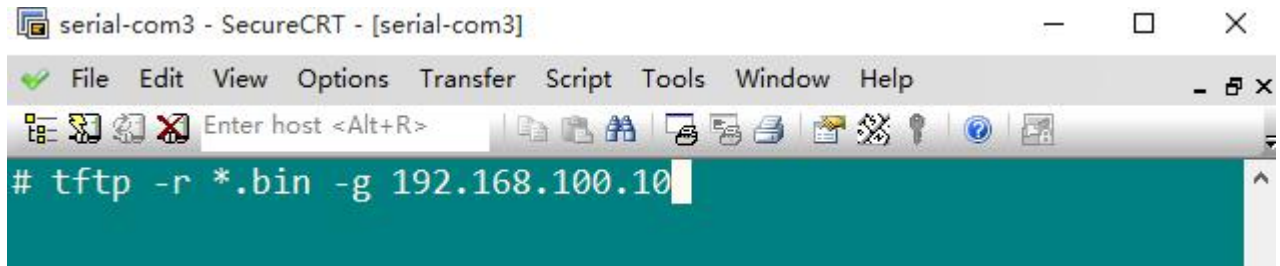 serial-com3 - SecureCRT - [serial-com3]
File Edit View Options Transfer Script Tools Window Help
Enter host <Alt+R>
# tftp -r *.bin -g 192.168.100.10